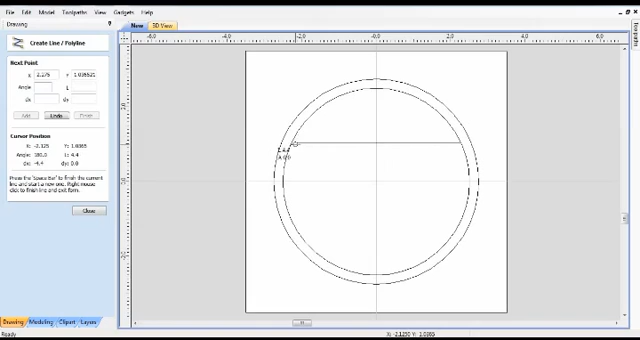 File Edit Model Toolpaths View Gadgets Help
Drawing
New 3D View
Create Line / Polyline
Next Point
X 2.275 Y 1.036521
Angle L
dx dy
Add Undo Finish
Cursor Position
X: -2.125 Y: 1.0365
Angle: 180.0 L: 4.4
dx: -4.4 dy: 0.0
Press the 'Space Bar' to finish the current
line and start a new one. Right mouse
click to finish line and exit form.
Close
Toolpaths
Drawing Modeling Clipart Layers
Ready
X: -2.1250 Y: 1.0365